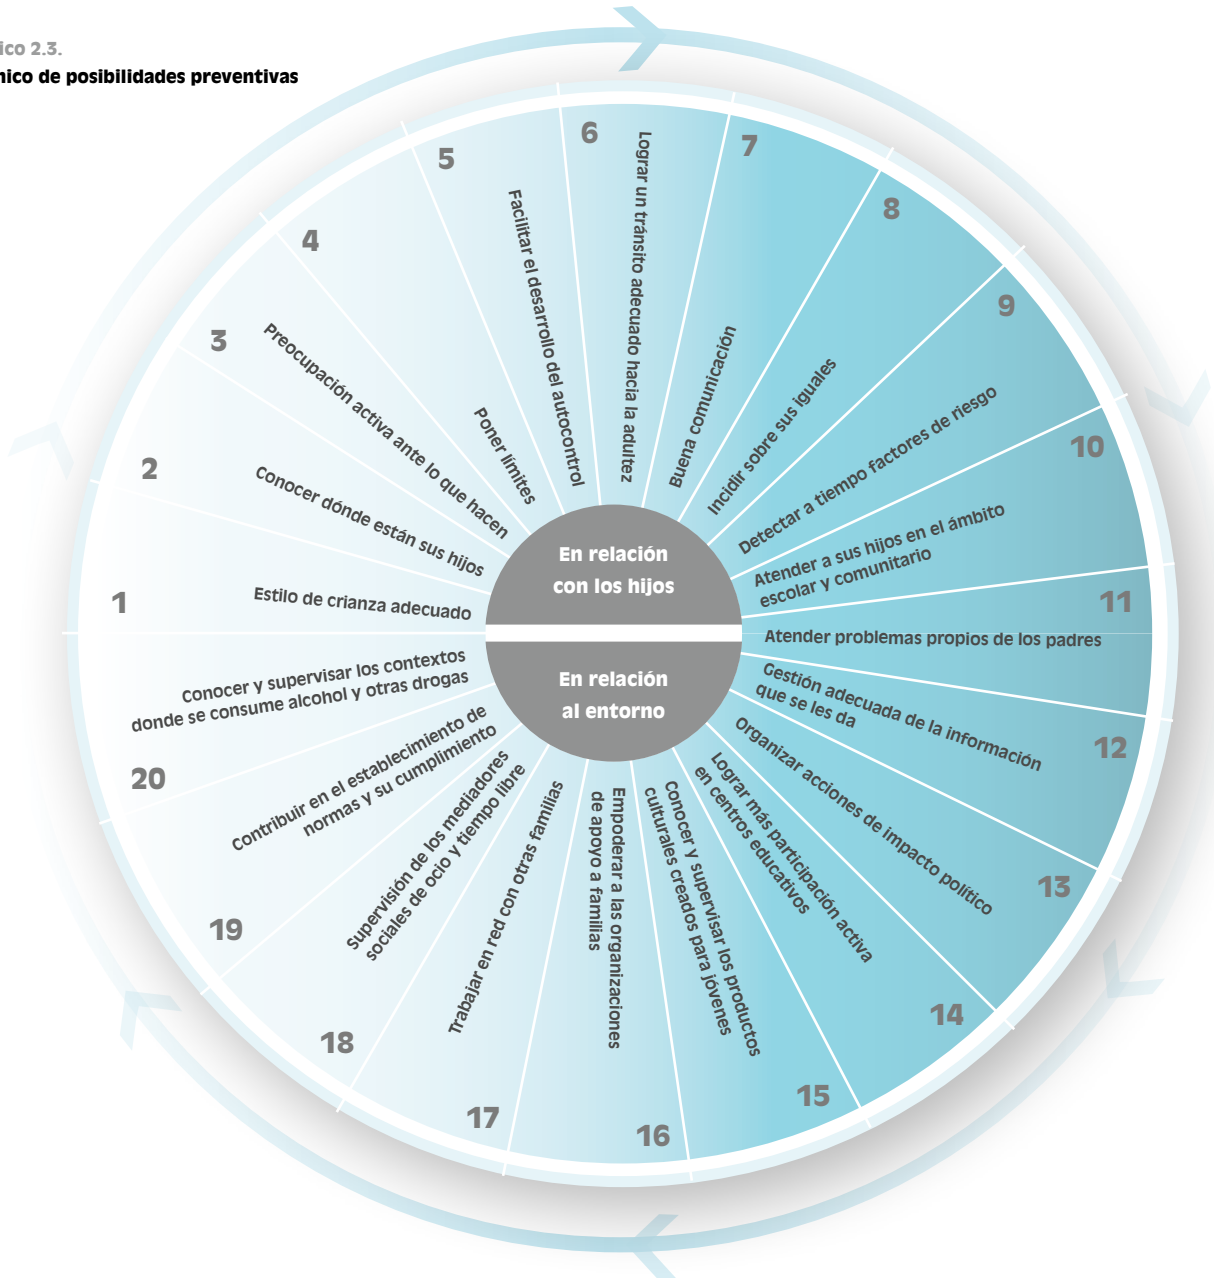 ico 2.3.
nico de posibilidades preventivas
En relación
con los hijos
1
Estilo de crianza adecuado
2
Conocer dónde están sus hijos
3
Preocupación activa ante lo que hacen
4
Poner límites
5
Facilitar el desarrollo del autocontrol
6
Lograr un tránsito adecuado hacia la adultez
7
Buena comunicación
8
Incidir sobre sus iguales
9
Detectar a tiempo factores de riesgo
10
Atender a sus hijos en el ámbito
escolar y comunitario
11
Atender problemas propios de los padres
En relación
al entorno
12
Gestión adecuada de la información
que se les da
13
Organizar acciones de impacto político
14
Lograr más participación activa
en centros educativos
15
Conocer y supervisar los productos
culturales creados para jóvenes
16
Empoderar a las organizaciones
de apoyo a familias
17
Trabajar en red con otras familias
18
Supervisión de los mediadores
sociales de ocio y tiempo libre
19
Contribuir en el establecimiento de
normas y su cumplimiento
20
Conocer y supervisar los contextos
donde se consume alcohol y otras drogas